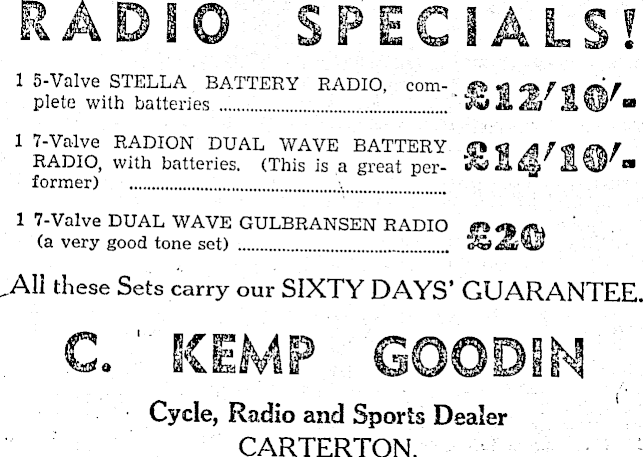 RADIO SPECIALS!
1 5-Valve STELLA BATTERY RADIO, com-
plete with batteries ........................................ £12/10/-
1 7-Valve RADION DUAL WAVE BATTERY
RADIO, with batteries. (This is a great per-
former) ........................................................ £14/10/-
1 7-Valve DUAL WAVE GULBRANSEN RADIO
(a very good tone set) .................................... £20
All these Sets carry our SIXTY DAYS' GUARANTEE.
C. KEMP GOODIN
Cycle, Radio and Sports Dealer
CARTERTON.